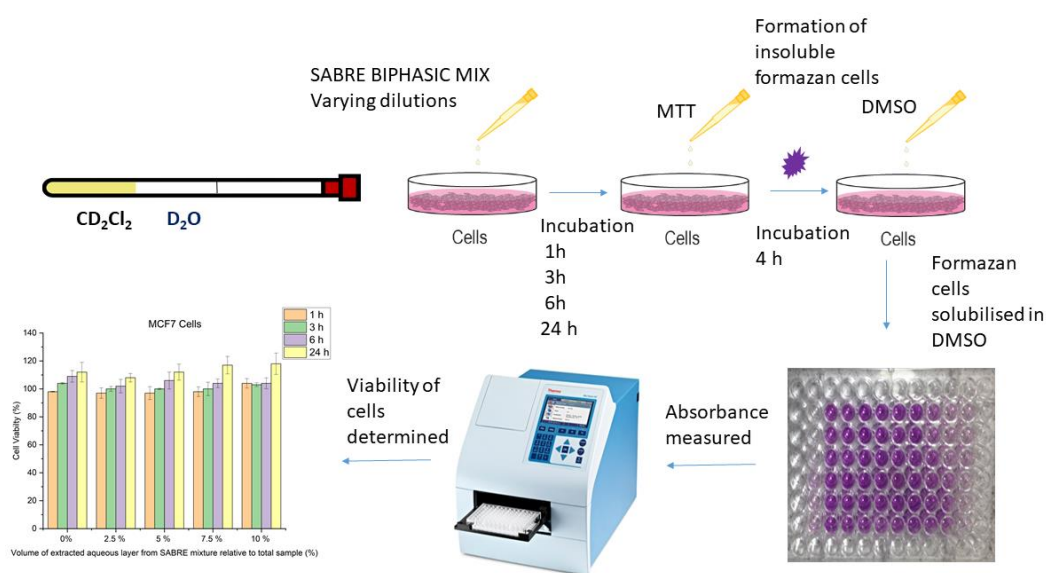 SABRE BIPHASIC MIX
Varying dilutions
MTT
Formation of
insoluble
formazan cells
DMSO
CD₂Cl₂
D₂O
Cells
Cells
Cells
Incubation
1h
3h
6h
24 h
Incubation
4 h
Formazan
cells
solubilised in
DMSO
Absorbance
measured
Viability of
cells
determined
MCF7 Cells
1 h
3 h
6 h
24 h
Cell Viability (%)
140
120
100
80
60
40
20
0
0%
2.5 %
5 %
7.5 %
10 %
Volume of extracted aqueous layer from SABRE mixture relative to total sample (%)